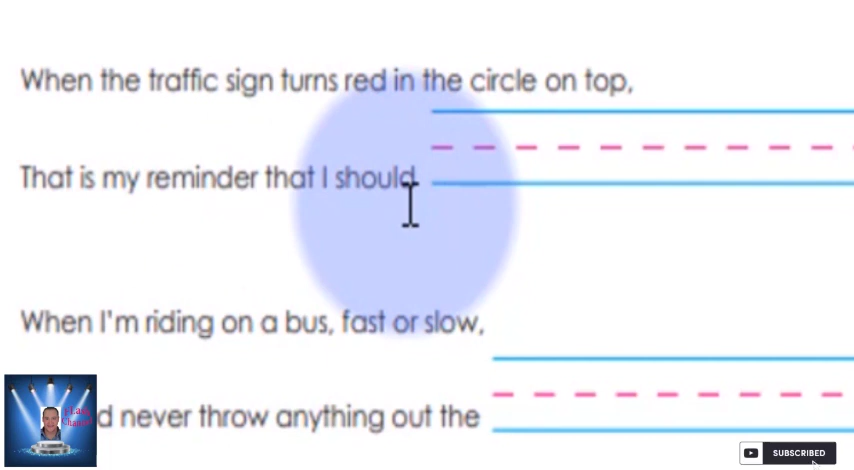 When the traffic sign turns red in the circle on top,
That is my reminder that I should
When I'm riding on a bus, fast or slow,
d never throw anything out the
SUBSCRIBED